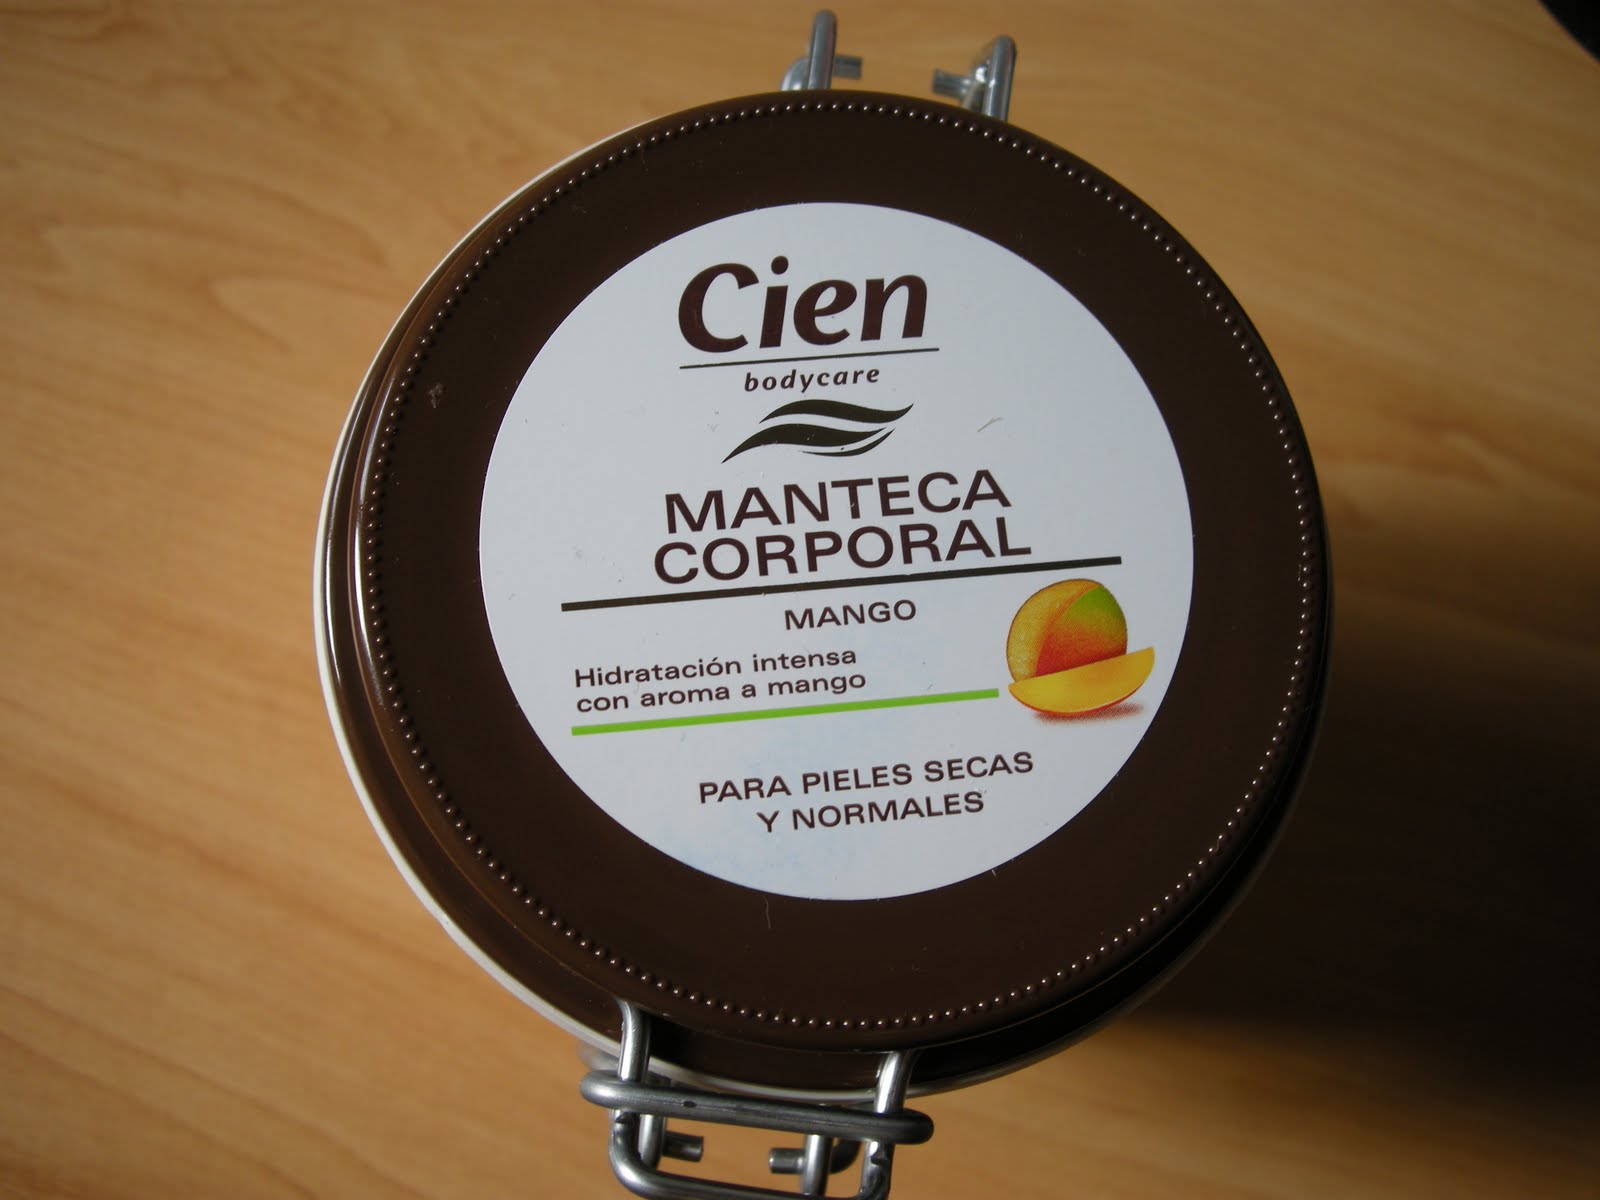 Cien
bodycare
MANTECA
CORPORAL
MANGO
Hidratación intensa
con aroma a mango
PARA PIELES SECAS
Y NORMALES